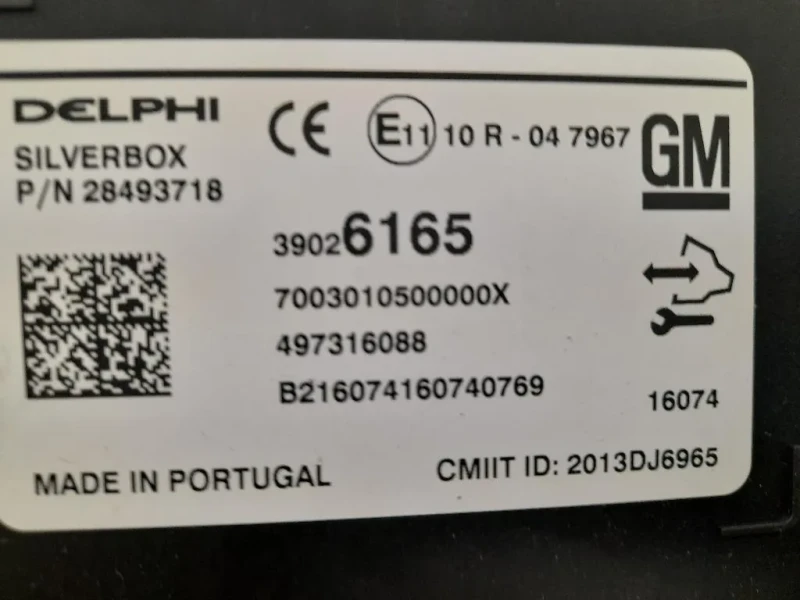 DELPHI
SILVERBOX
P/N 28493718
CE
E11 10 R - 04 7967
GM
39026165
7003010500000X
497316088
B216074160740769
16074
MADE IN PORTUGAL
CMIIT ID: 2013DJ6965